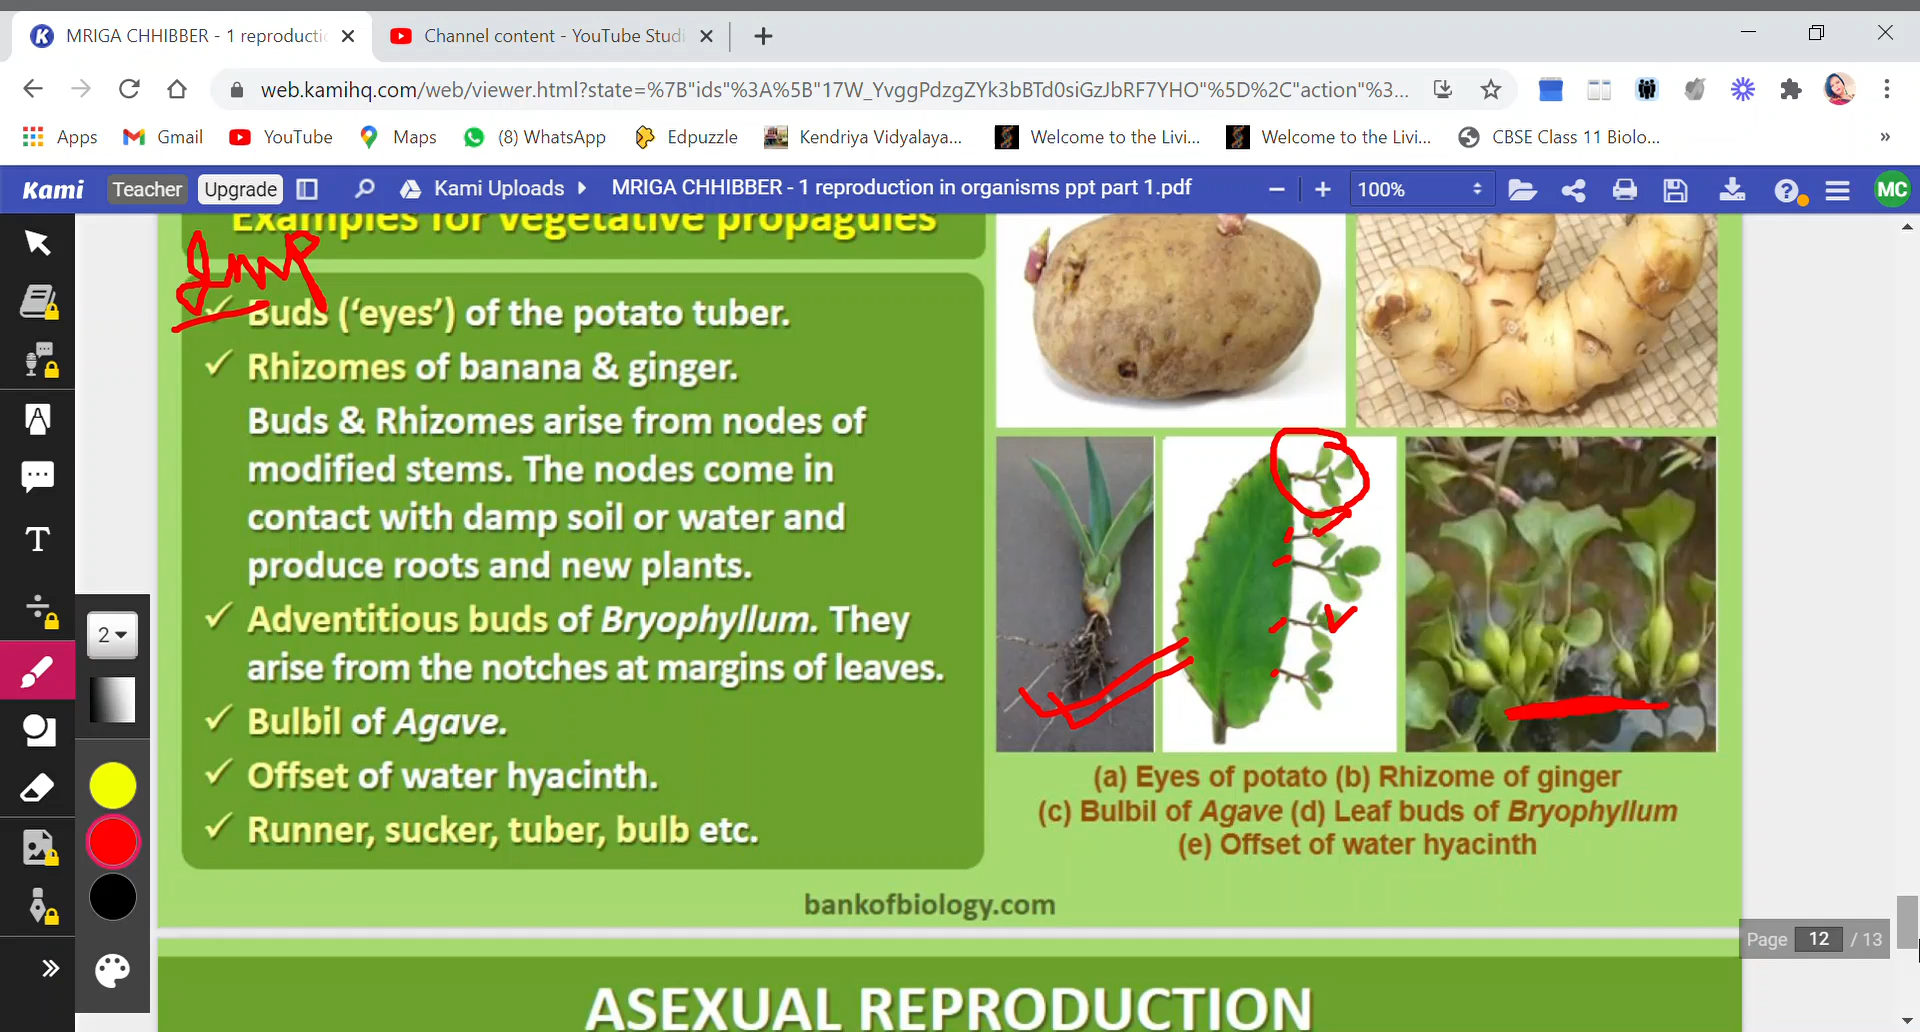 MRIGA CHHIBBER - 1 reproductic
Channel content - YouTube Studi
web.kamihq.com/web/viewer.html?state=%7B"ids"%3A%5B"17W_YvggPdzgZYk3bBTd0siGzJbRF7YHO"%5D%2C"action"%3...
Apps
Gmail
YouTube
Maps
(8) WhatsApp
Edpuzzle
Kendriya Vidyalaya...
Welcome to the Livi...
Welcome to the Livi...
CBSE Class 11 Biolo...
»
Kami
Teacher
Upgrade
Kami Uploads
MRIGA CHHIBBER - 1 reproduction in organisms ppt part 1.pdf
100%
MC
Examples for vegetative propagules
Imp
✓ Buds (‘eyes’) of the potato tuber.
✓ Rhizomes of banana & ginger.
Buds & Rhizomes arise from nodes of
modified stems. The nodes come in
contact with damp soil or water and
produce roots and new plants.
✓ Adventitious buds of Bryophyllum. They
arise from the notches at margins of leaves.
✓ Bulbil of Agave.
✓ Offset of water hyacinth.
✓ Runner, sucker, tuber, bulb etc.
(a) Eyes of potato (b) Rhizome of ginger
(c) Bulbil of Agave (d) Leaf buds of Bryophyllum
(e) Offset of water hyacinth
bankofbiology.com
2
Page 12 / 13
ASEXUAL REPRODUCTION